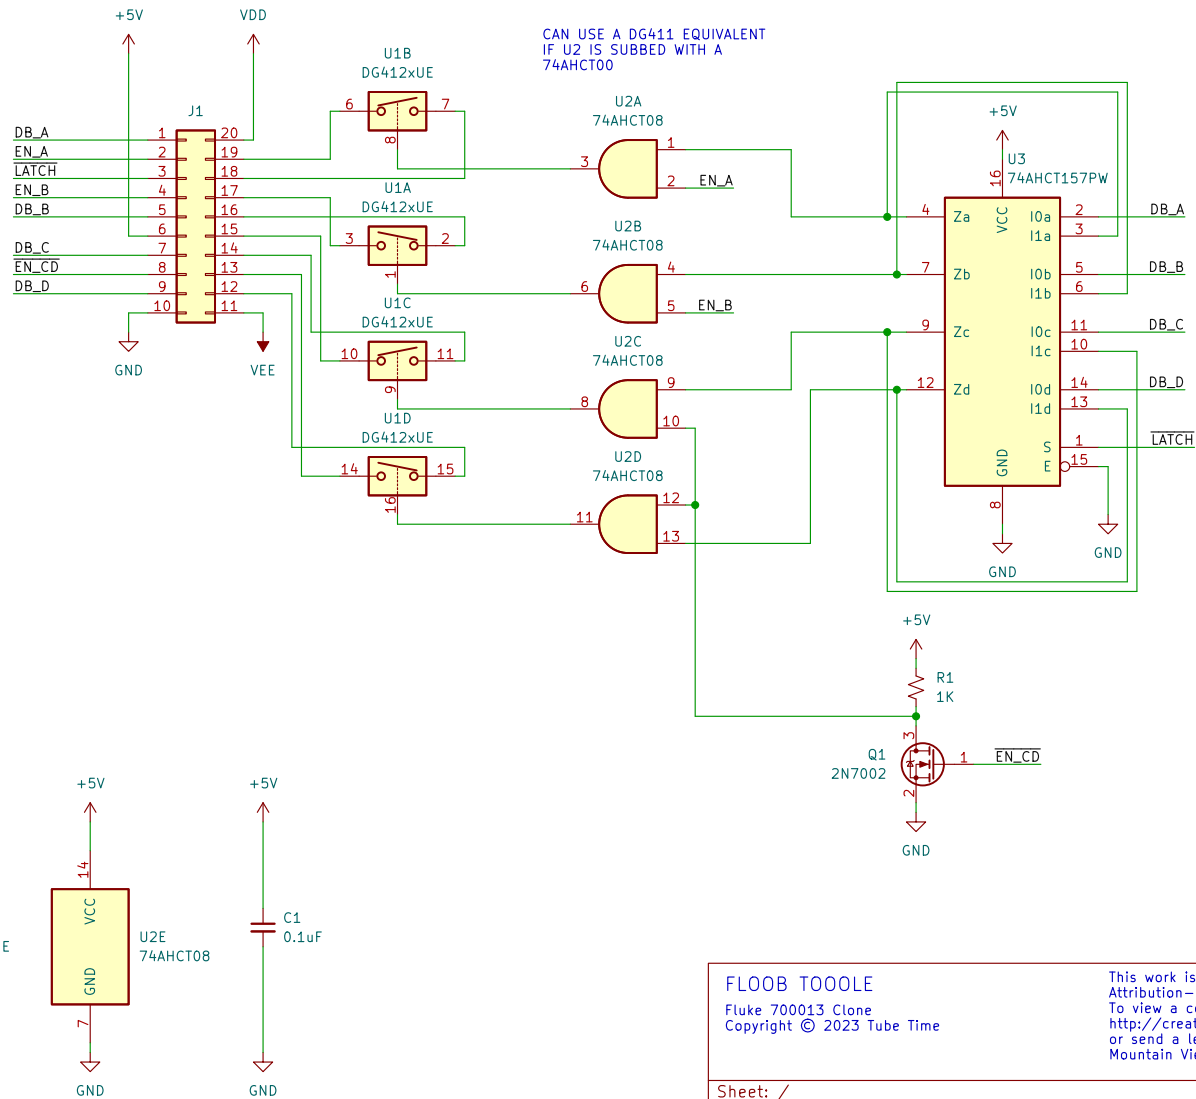 +5V
VDD
CAN USE A DG411 EQUIVALENT
IF U2 IS SUBBED WITH A
74AHCT00
U1B
DG412xUE
6
7
8
J1
DB_A
EN_A
LATCH
EN_B
DB_B
DB_C
EN_CD
DB_D
1
2
3
4
5
6
7
8
9
10
20
19
18
17
16
15
14
13
12
11
GND
VEE
U1A
DG412xUE
3
2
1
U1C
DG412xUE
10
11
9
U1D
DG412xUE
14
15
16
U2A
74AHCT08
3
1
2
EN_A
U2B
74AHCT08
6
4
5
EN_B
U2C
74AHCT08
8
9
10
U2D
74AHCT08
11
12
13
+5V
U3
74AHCT157PW
16
VCC
4
Za
7
Zb
9
Zc
12
Zd
I0a
2
DB_A
I1a
3
I0b
5
DB_B
I1b
6
I0c
11
DB_C
I1c
10
I0d
14
DB_D
I1d
13
S
1
LATCH
E
15
GND
8
GND
GND
+5V
R1
1K
Q1
2N7002
3
1
2
EN_CD
GND
+5V
14
VCC
GND
7
U2E
74AHCT08
GND
E
+5V
C1
0.1uF
GND
FLOOB TOOOLE
Fluke 700013 Clone
Copyright © 2023 Tube Time
This work is
Attribution-
To view a c
http://creat
or send a le
Mountain Vi
Sheet: /